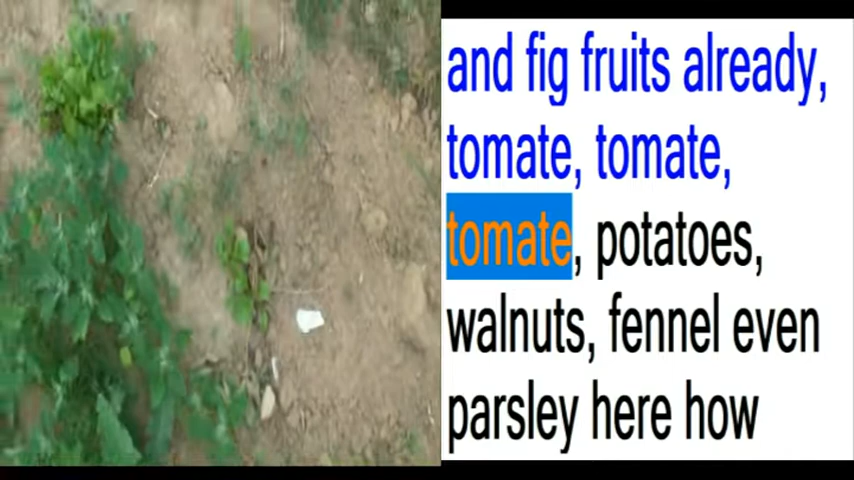 and fig fruits already,
tomate, tomate,
tomate, potatoes,
walnuts, fennel even
parsley here how